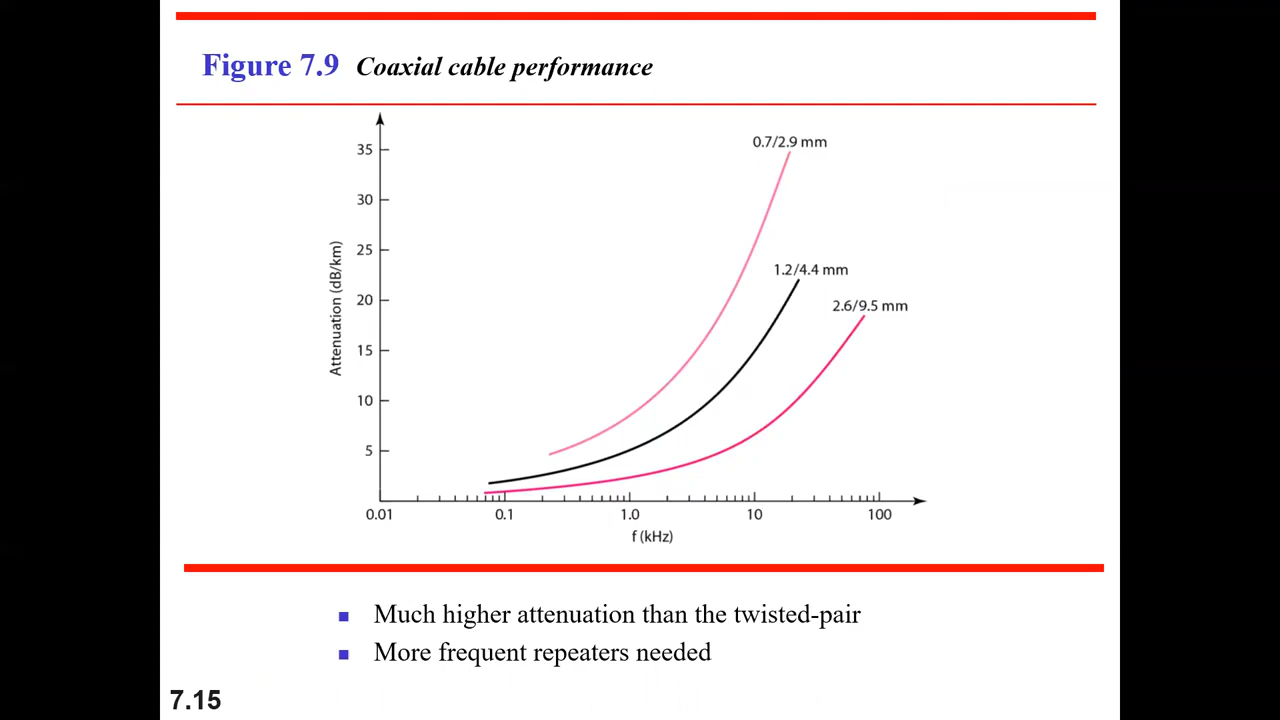 Figure 7.9 Coaxial cable performance
35
0.7/2.9 mm
30
25
1.2/4.4 mm
20
2.6/9.5 mm
15
10
5
Attenuation (dB/km)
0.01 0.1 1.0 10 100
f (kHz)
Much higher attenuation than the twisted-pair
More frequent repeaters needed
7.15